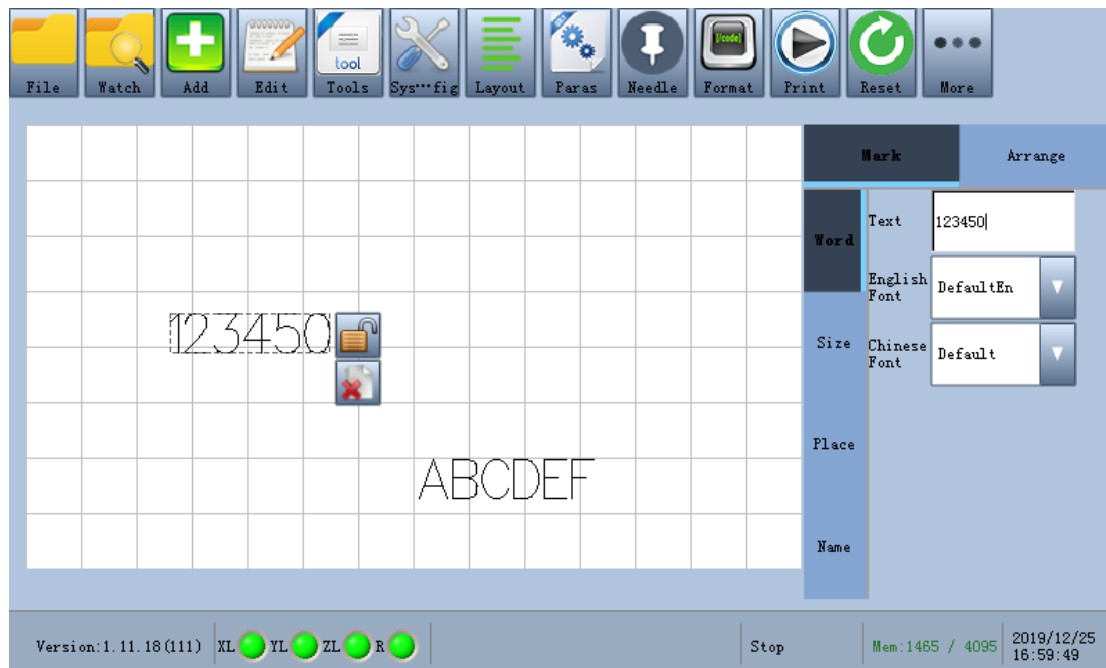 [/code]
tool
File Watch Add Edit Tools Sys···fig Layout Paras Needle Format Print Reset More
Mark Arrange
Word
Text 123450
English Font DefaultEn
Size
Chinese Font Default
Place
Name
123450
ABCDEF
Version:1.11.18(111) XL YL ZL R Stop Mem:1465 / 4095 2019/12/25
16:59:49